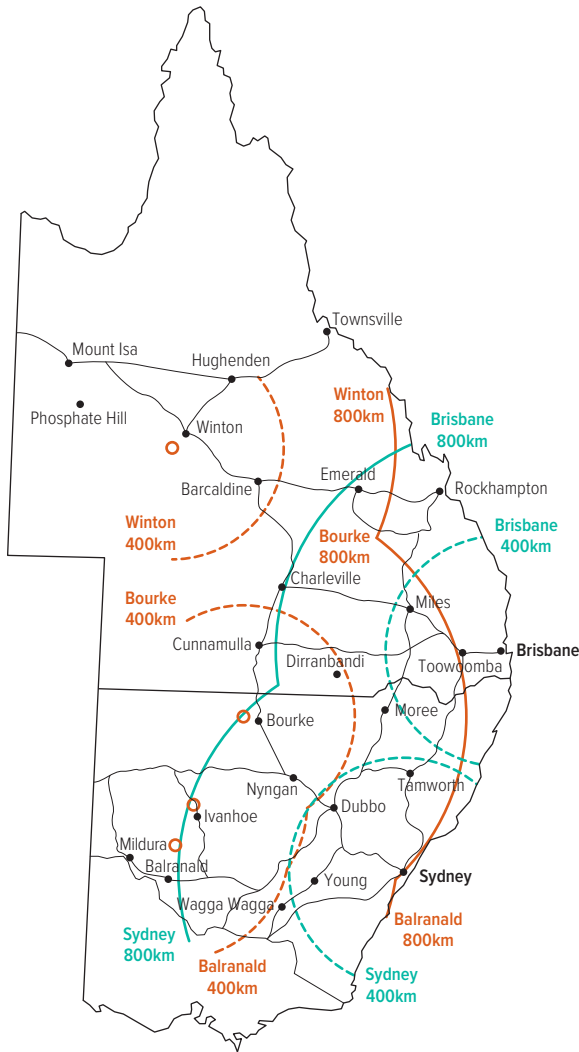 Townsville
Mount Isa
Hughenden
Winton
800km
Phosphate Hill
Brisbane
800km
Winton
Emerald
Barcaldine
Rockhampton
Winton
400km
Brisbane
400km
Bourke
800km
Charleville
Bourke
400km
Miles
Cunnamulla
Brisbane
Dirranbandi
Toowoomba
Moree
Bourke
Nyngan
Tamworth
Dubbo
Ivanhoe
Mildura
Balranald
Sydney
Young
Wagga Wagga
Balranald
800km
Sydney
800km
Balranald
400km
Sydney
400km